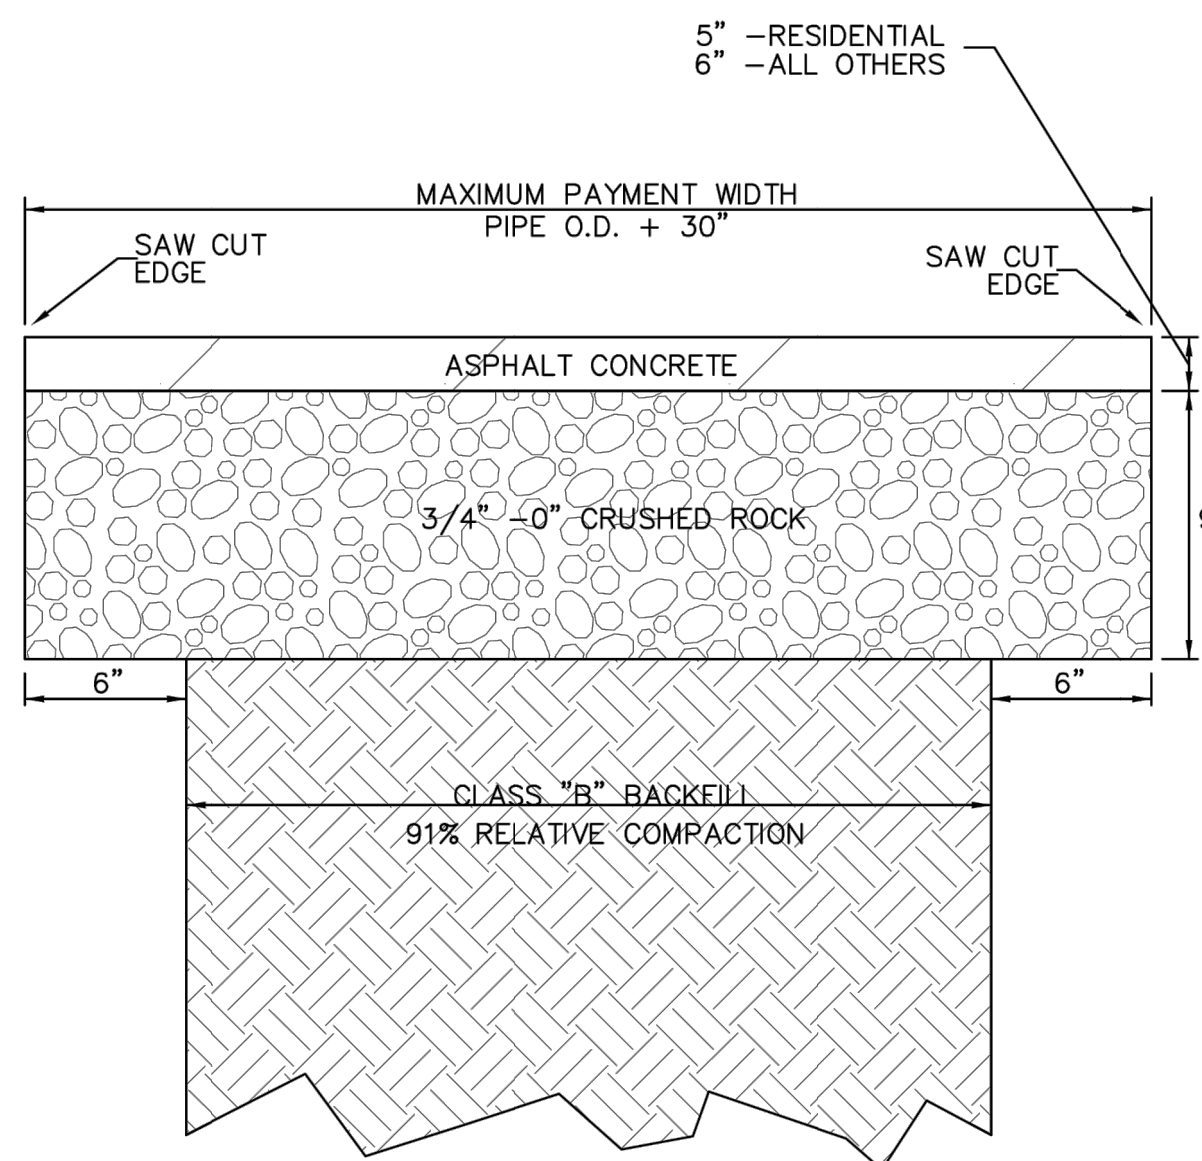 5” –RESIDENTIAL
6” –ALL OTHERS
MAXIMUM PAYMENT WIDTH
PIPE O.D. + 30”
SAW CUT
EDGE
SAW CUT
EDGE
ASPHALT CONCRETE
3/4” –0” CRUSHED ROCK
6”
6”
CLASS ”B” BACKFILL
91% RELATIVE COMPACTION